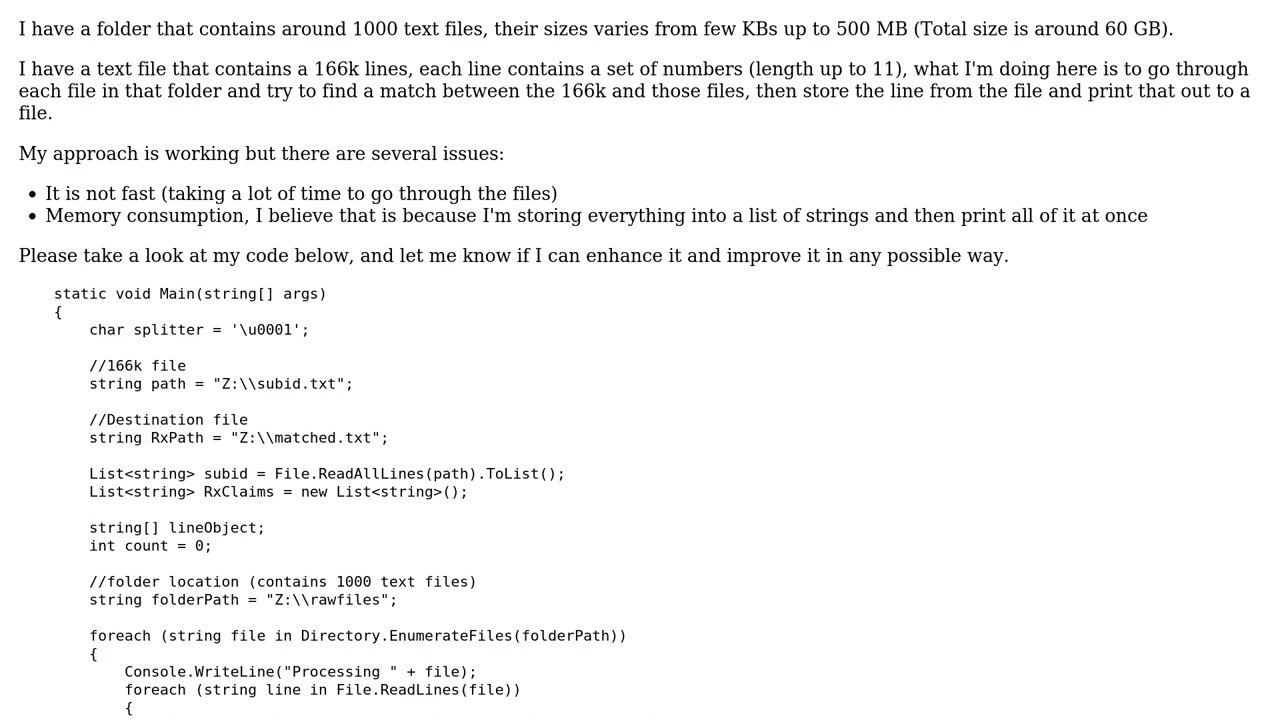 I have a folder that contains around 1000 text files, their sizes varies from few KBs up to 500 MB (Total size is around 60 GB).
I have a text file that contains a 166k lines, each line contains a set of numbers (length up to 11), what I'm doing here is to go through
each file in that folder and try to find a match between the 166k and those files, then store the line from the file and print that out to a
file.
My approach is working but there are several issues:
• It is not fast (taking a lot of time to go through the files)
• Memory consumption, I believe that is because I'm storing everything into a list of strings and then print all of it at once
Please take a look at my code below, and let me know if I can enhance it and improve it in any possible way.
static void Main(string[] args)
{
char splitter = '\u0001';
//166k file
string path = "Z:\\subid.txt";
//Destination file
string RxPath = "Z:\\matched.txt";
List<string> subid = File.ReadAllLines(path).ToList();
List<string> RxClaims = new List<string>();
string[] lineObject;
int count = 0;
//folder location (contains 1000 text files)
string folderPath = "Z:\\rawfiles";
foreach (string file in Directory.EnumerateFiles(folderPath))
{
Console.WriteLine("Processing " + file);
foreach (string line in File.ReadLines(file))
{